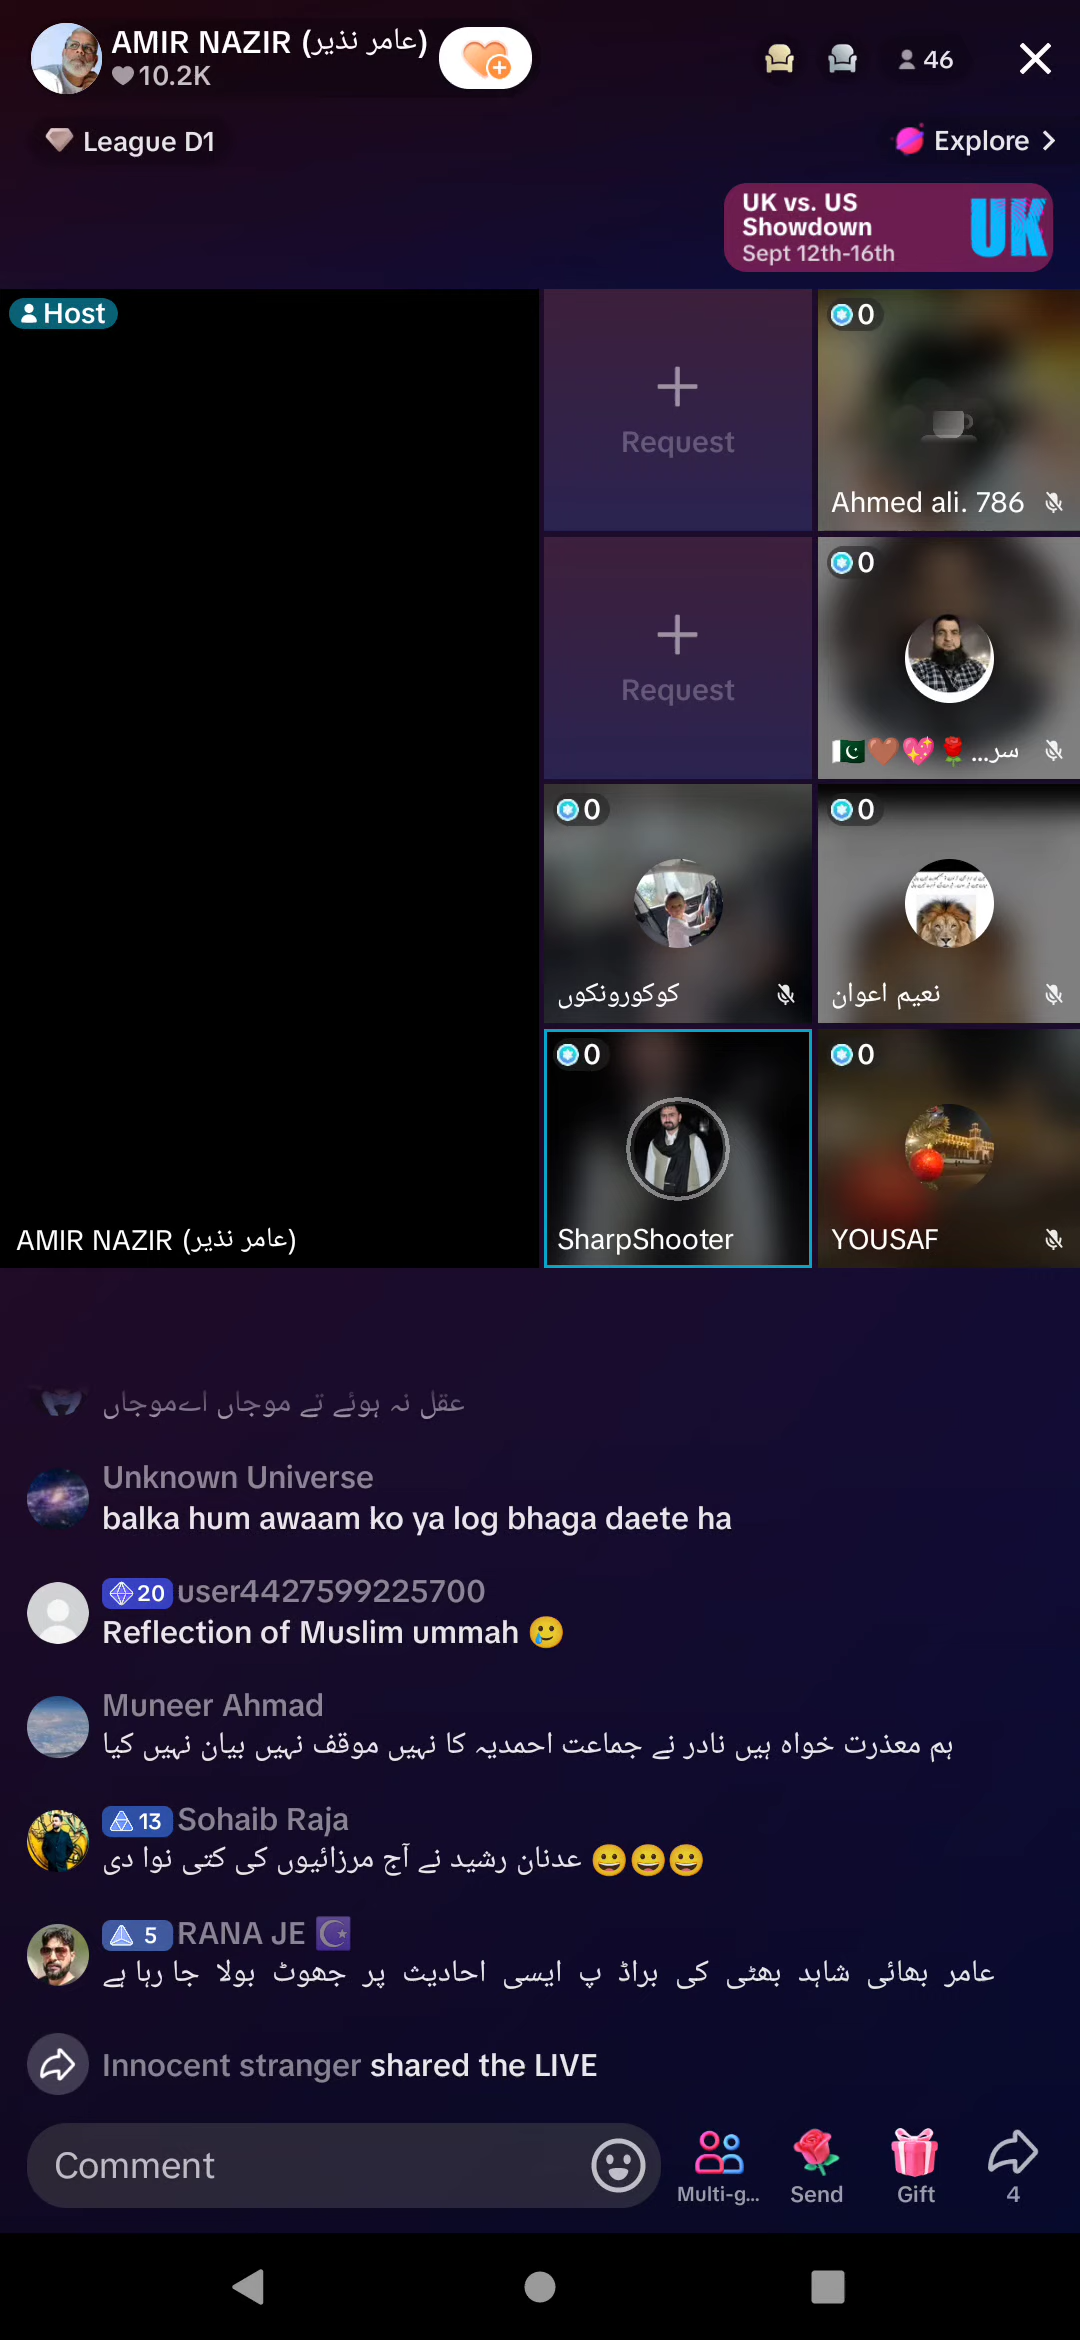 AMIR NAZIR (عامر نذیر)
10.2K
46
League D1
Explore
UK vs. US
Showdown
Sept 12th-16th
UK
Host
AMIR NAZIR (عامر نذیر)
Request
0
Ahmed ali. 786
Request
0
🇵🇰🤎💖🌹...سر
0
کوکورونکوں
0
نعیم اعوان
0
SharpShooter
0
YOUSAF
عقل نہ ہوئے تے موجاں اےموجاں
Unknown Universe
balka hum awaam ko ya log bhaga daete ha
20 user4427599225700
Reflection of Muslim ummah 🥲
Muneer Ahmad
ہم معذرت خواہ ہیں نادر نے جماعت احمدیہ کا نہیں موقف نہیں بیان نہیں کیا
13 Sohaib Raja
عدنان رشید نے آج مرزائیوں کی کتی نوا دی 😀😀😀
5 RANA JE ☪
عامر بھائی شاہد بھٹی کی براڈ پ ایسی احادیث پر جھوٹ بولا جا رہا ہے
Innocent stranger shared the LIVE
Comment
Multi-g...
Send
Gift
4